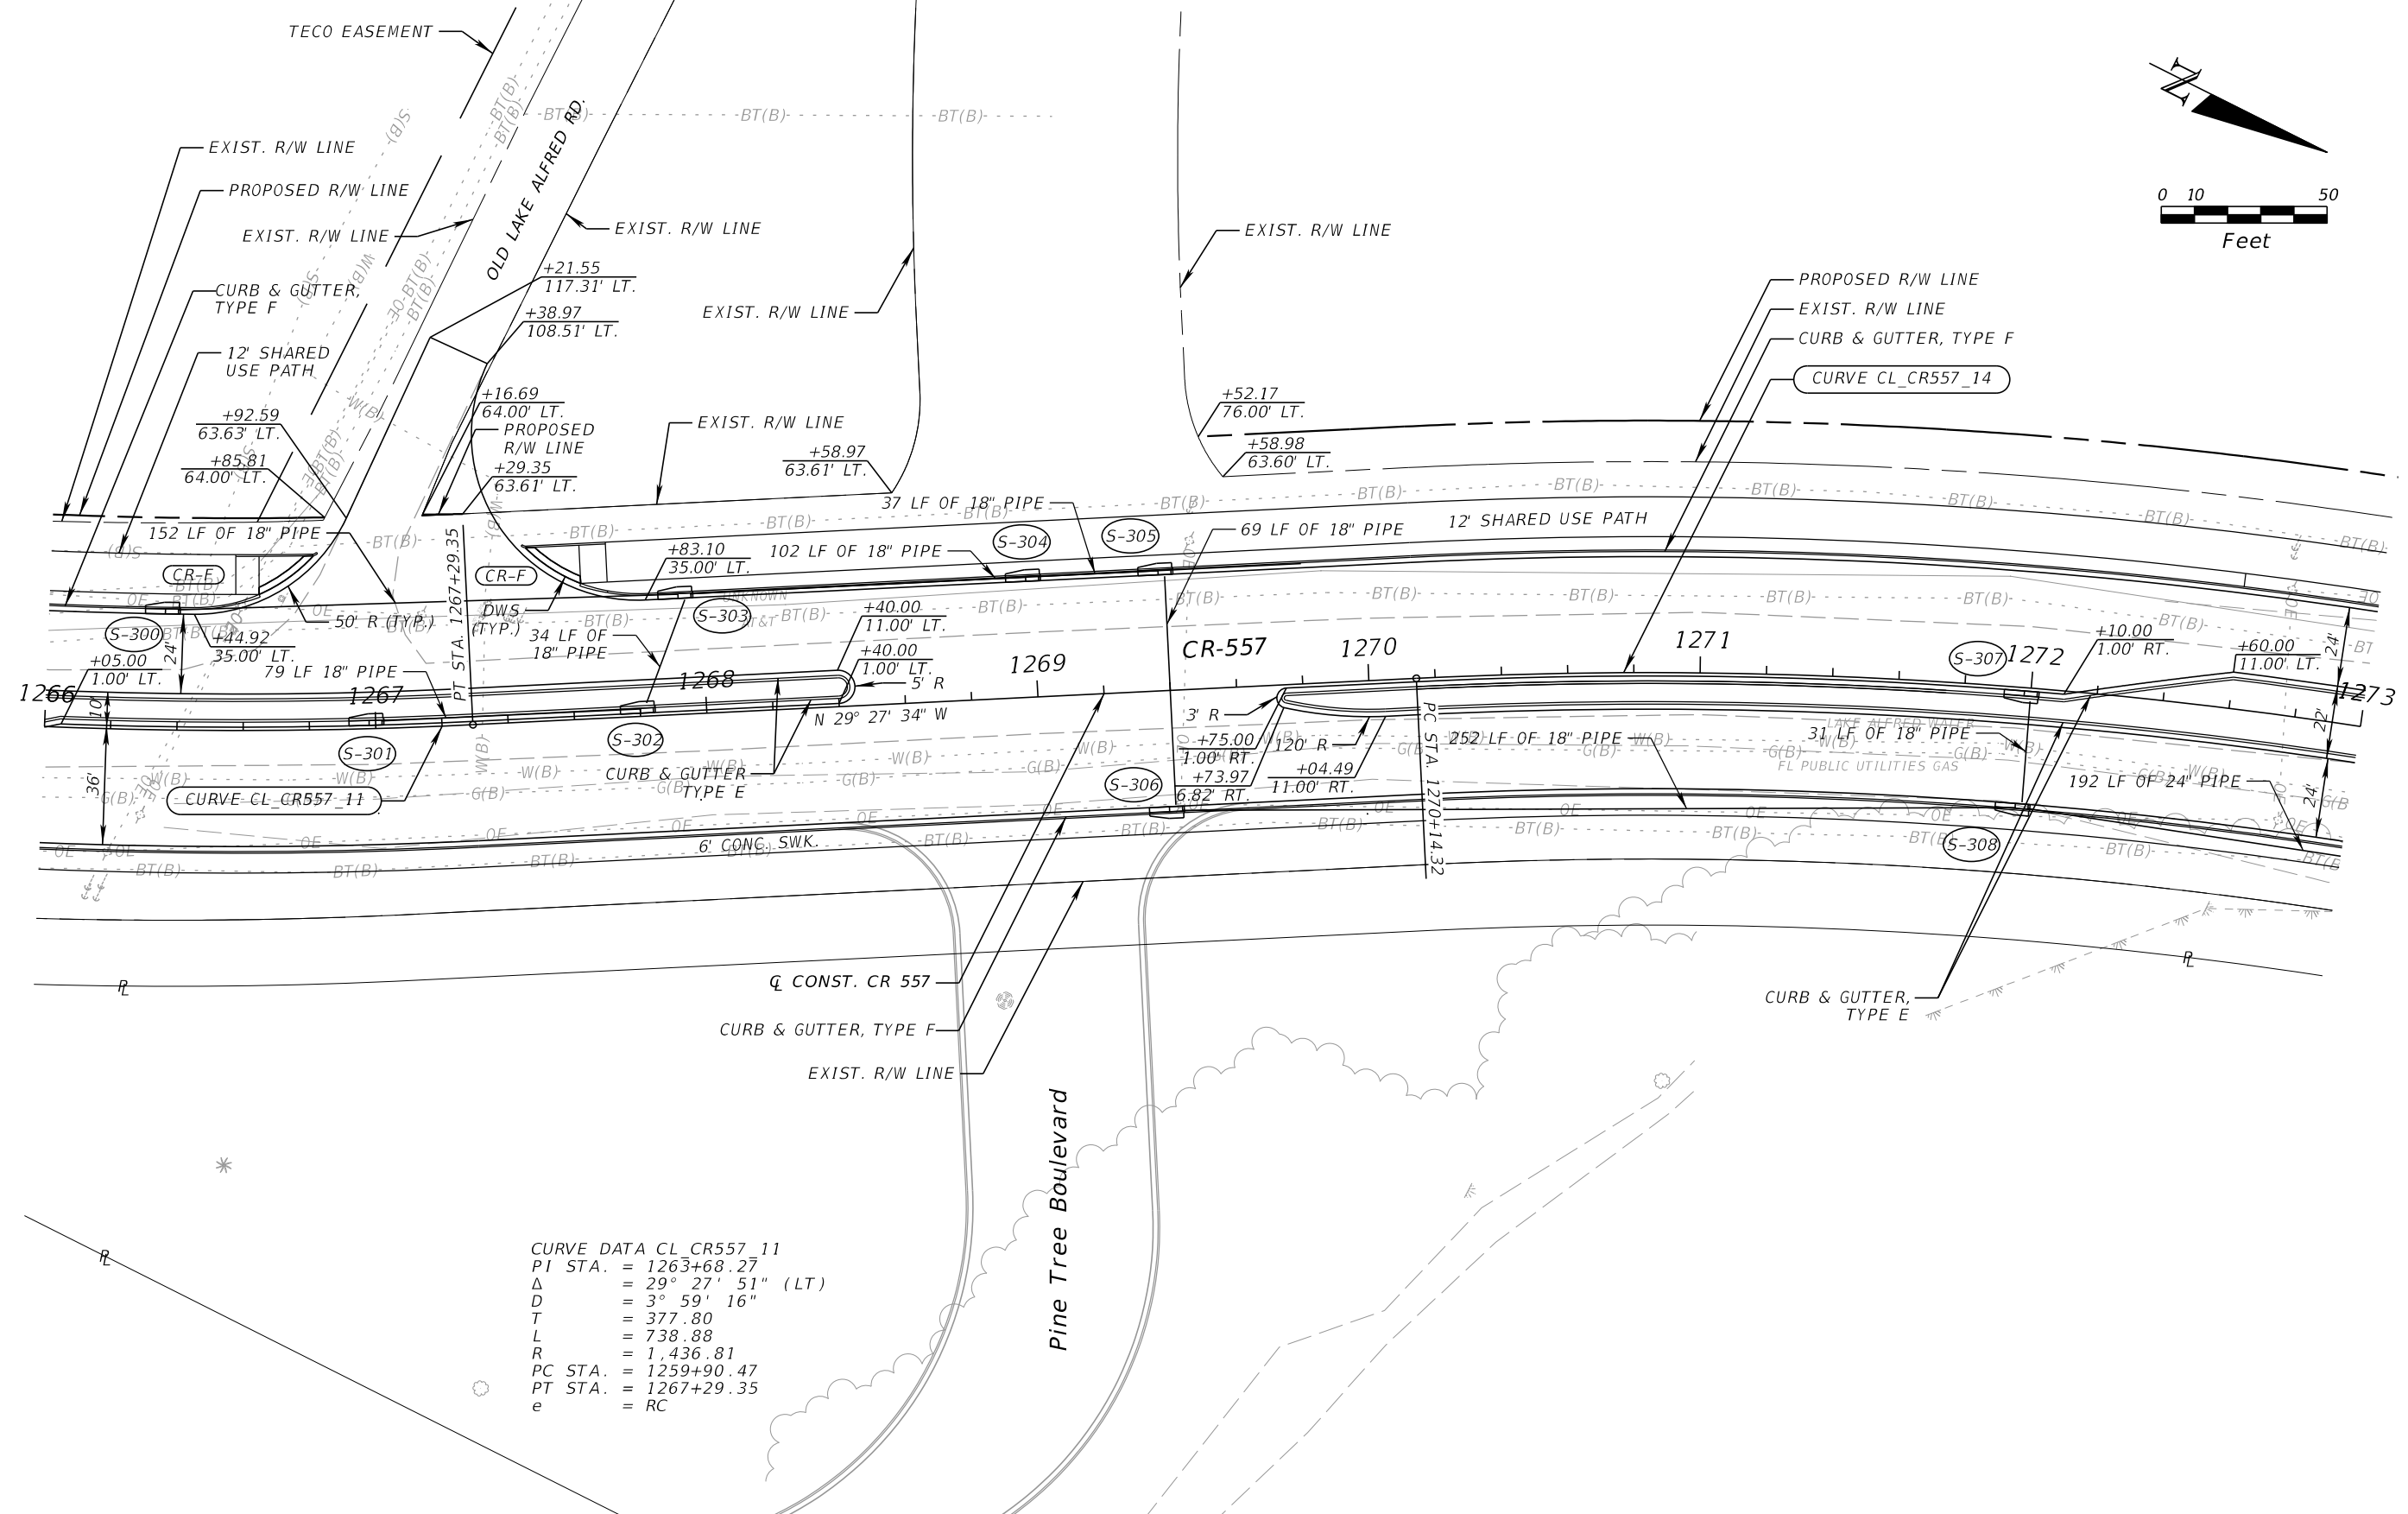 TECO EASEMENT
EXIST. R/W LINE
PROPOSED R/W LINE
EXIST. R/W LINE
CURB & GUTTER,
TYPE F
12' SHARED
USE PATH
+92.59
63.63' LT.
+85.81
64.00' LT.
152 LF OF 18" PIPE
CR-F
S-300
+44.92
35.00' LT.
+05.00
1.00' LT.
24'
10'
36'
79 LF 18" PIPE
50' R (TYP.)
1266
1267
S-301
CURVE CL_CR557_11
OLD LAKE ALFRED RD.
EXIST. R/W LINE
+21.55
117.31' LT.
+38.97
108.51' LT.
+16.69
64.00' LT.
PROPOSED
R/W LINE
+29.35
63.61' LT.
PT STA. 1267+29.35
CR-F
DWS
(TYP.)
34 LF OF
18" PIPE
S-302
S-303
UNKNOWN
AT&T
+83.10
35.00' LT.
102 LF OF 18" PIPE
EXIST. R/W LINE
EXIST. R/W LINE
+58.97
63.61' LT.
37 LF OF 18" PIPE
S-304
S-305
+40.00
11.00' LT.
+40.00
1.00' LT.
5' R
1268
N 29° 27' 34" W
CURB & GUTTER
TYPE E
6' CONC. SWK.
1269
EXIST. R/W LINE
+52.17
76.00' LT.
+58.98
63.60' LT.
69 LF OF 18" PIPE
12' SHARED USE PATH
CR-557
1270
3' R
+75.00
1.00' RT.
+73.97
6.82' RT.
120' R
+04.49
11.00' RT.
S-306
PC STA. 1270+14.32
252 LF OF 18" PIPE
1271
PROPOSED R/W LINE
EXIST. R/W LINE
CURB & GUTTER, TYPE F
CURVE CL_CR557_14
N
0 10 50
Feet
S-307
1272
+10.00
1.00' RT.
+60.00
11.00' LT.
24'
22'
24'
1273
LAKE ALFRED WATER
31 LF OF 18" PIPE
FL PUBLIC UTILITIES GAS
192 LF OF 24" PIPE
S-308
CURB & GUTTER,
TYPE E
℄ CONST. CR 557
CURB & GUTTER, TYPE F
EXIST. R/W LINE
Pine Tree Boulevard
CURVE DATA CL_CR557_11
PI STA. = 1263+68.27
Δ = 29° 27' 51" (LT)
D = 3° 59' 16"
T = 377.80
L = 738.88
R = 1,436.81
PC STA. = 1259+90.47
PT STA. = 1267+29.35
e = RC
BT(B)
W(B)
G(B)
S(B)
OE